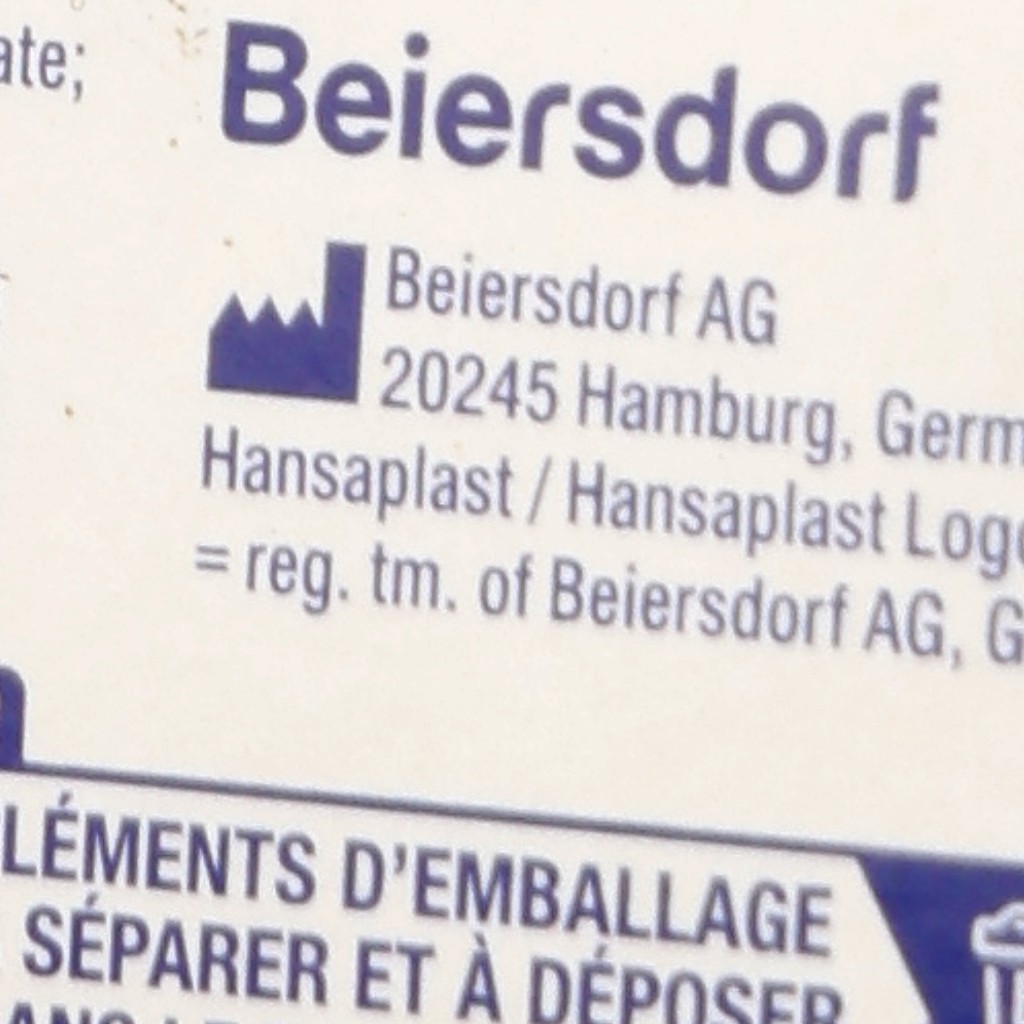 ate;
Beiersdorf
Beiersdorf AG
20245 Hamburg, Germ
Hansaplast / Hansaplast Logo
= reg. tm. of Beiersdorf AG, G
LÉMENTS D'EMBALLAGE
SÉPARER ET À DÉPOSER